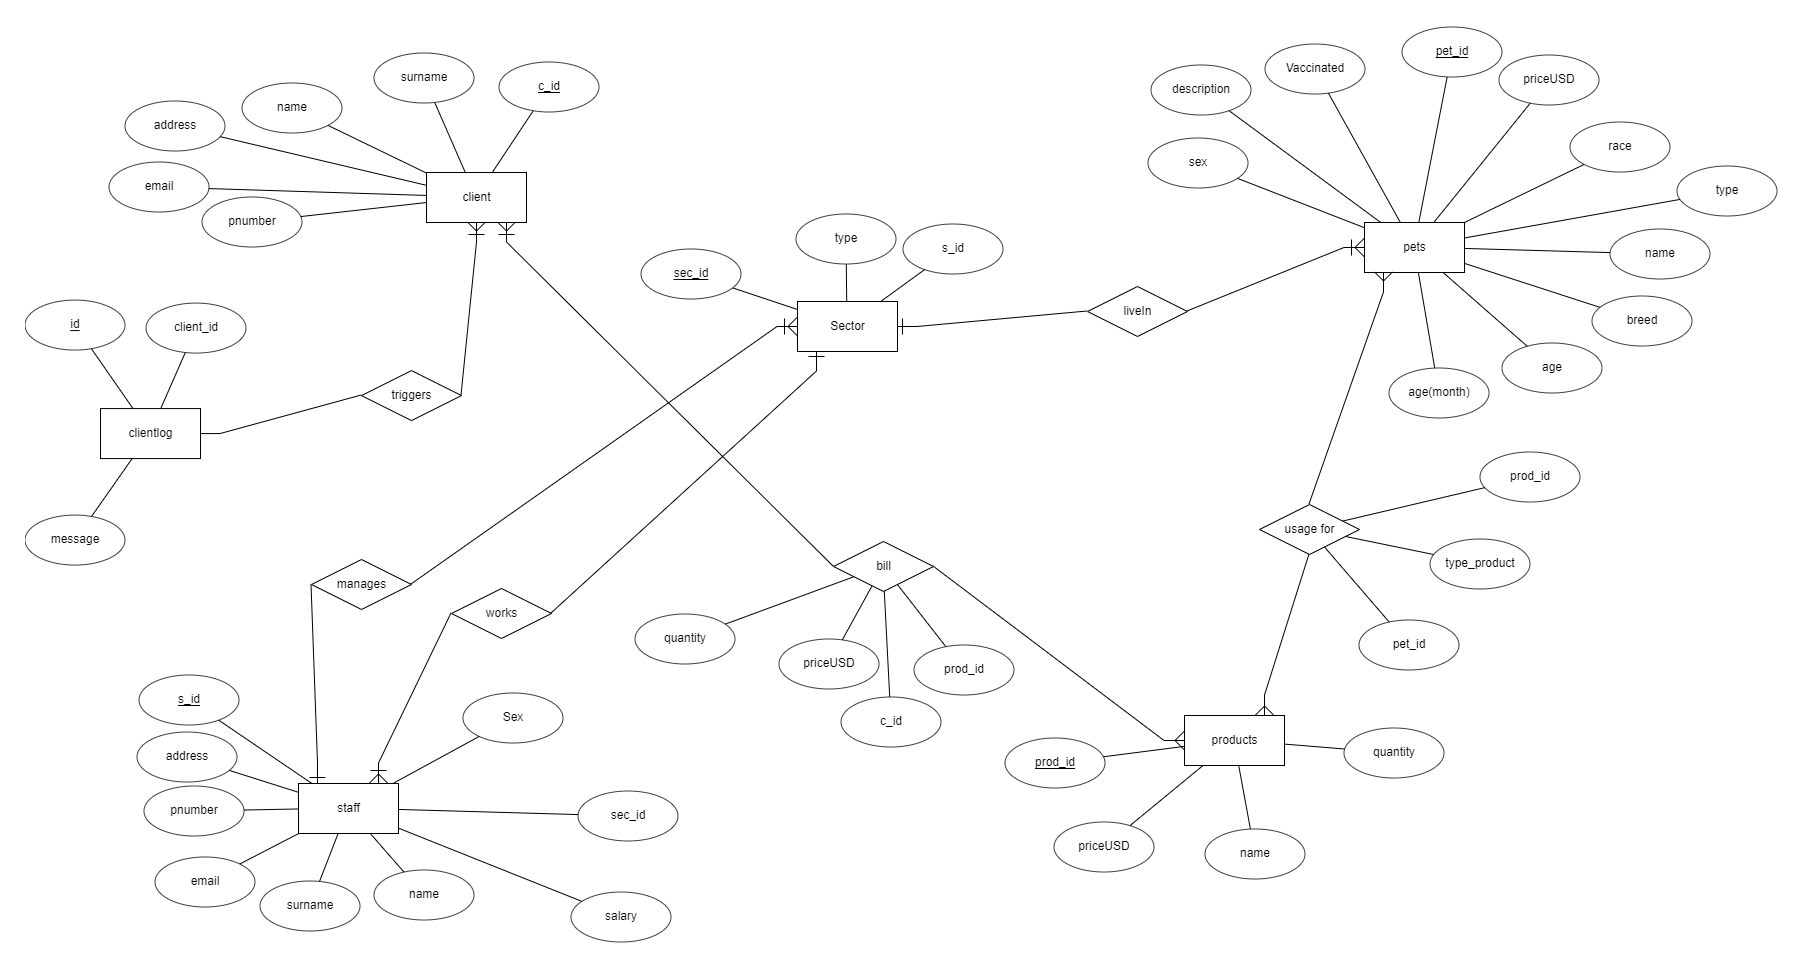 pet_id
Vaccinated
surname
priceUSD
c_id
description
name
address
race
sex
email
type
client
pnumber
type
s_id
pets
name
sec_id
breed
id
client_id
Sector
liveIn
age
age(month)
triggers
clientlog
prod_id
usage for
message
type_product
bill
manages
works
quantity
pet_id
priceUSD
prod_id
s_id
Sex
c_id
products
quantity
address
prod_id
staff
pnumber
sec_id
priceUSD
name
email
name
surname
salary